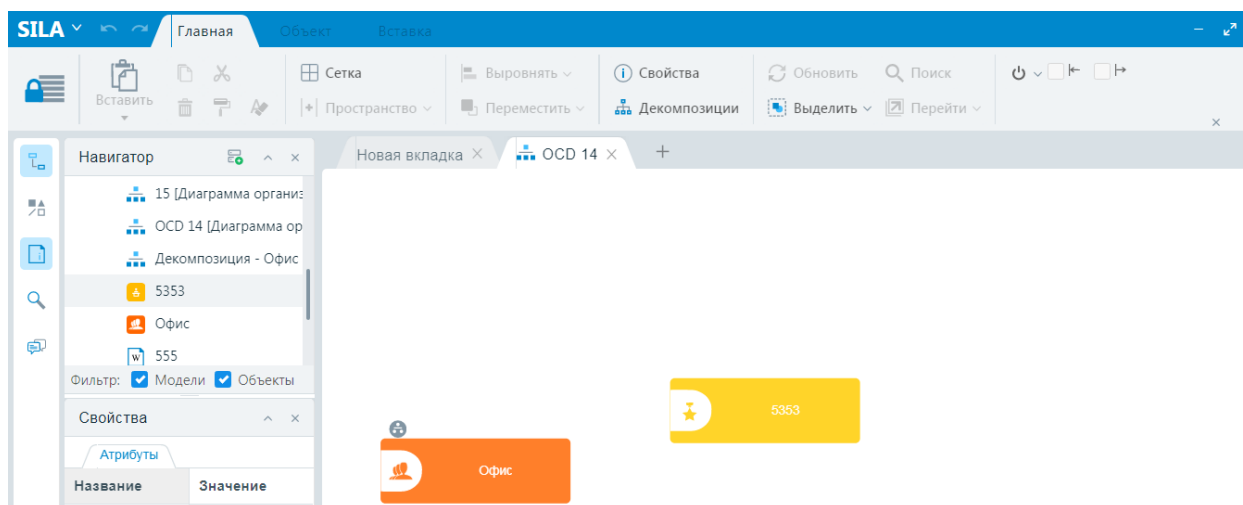 SILA Главная Объект Вставка
Вставить
Сетка
Пространство
Выровнять
Переместить
Свойства
Декомпозиции
Обновить
Поиск
Выделить
Перейти
Навигатор
15 [Диаграмма организ
OCD 14 [Диаграмма ор
Декомпозиция - Офис
5353
Офис
W 555
Фильтр: Модели Объекты
Свойства
Атрибуты
Название Значение
Новая вкладка OCD 14
5353
Офис